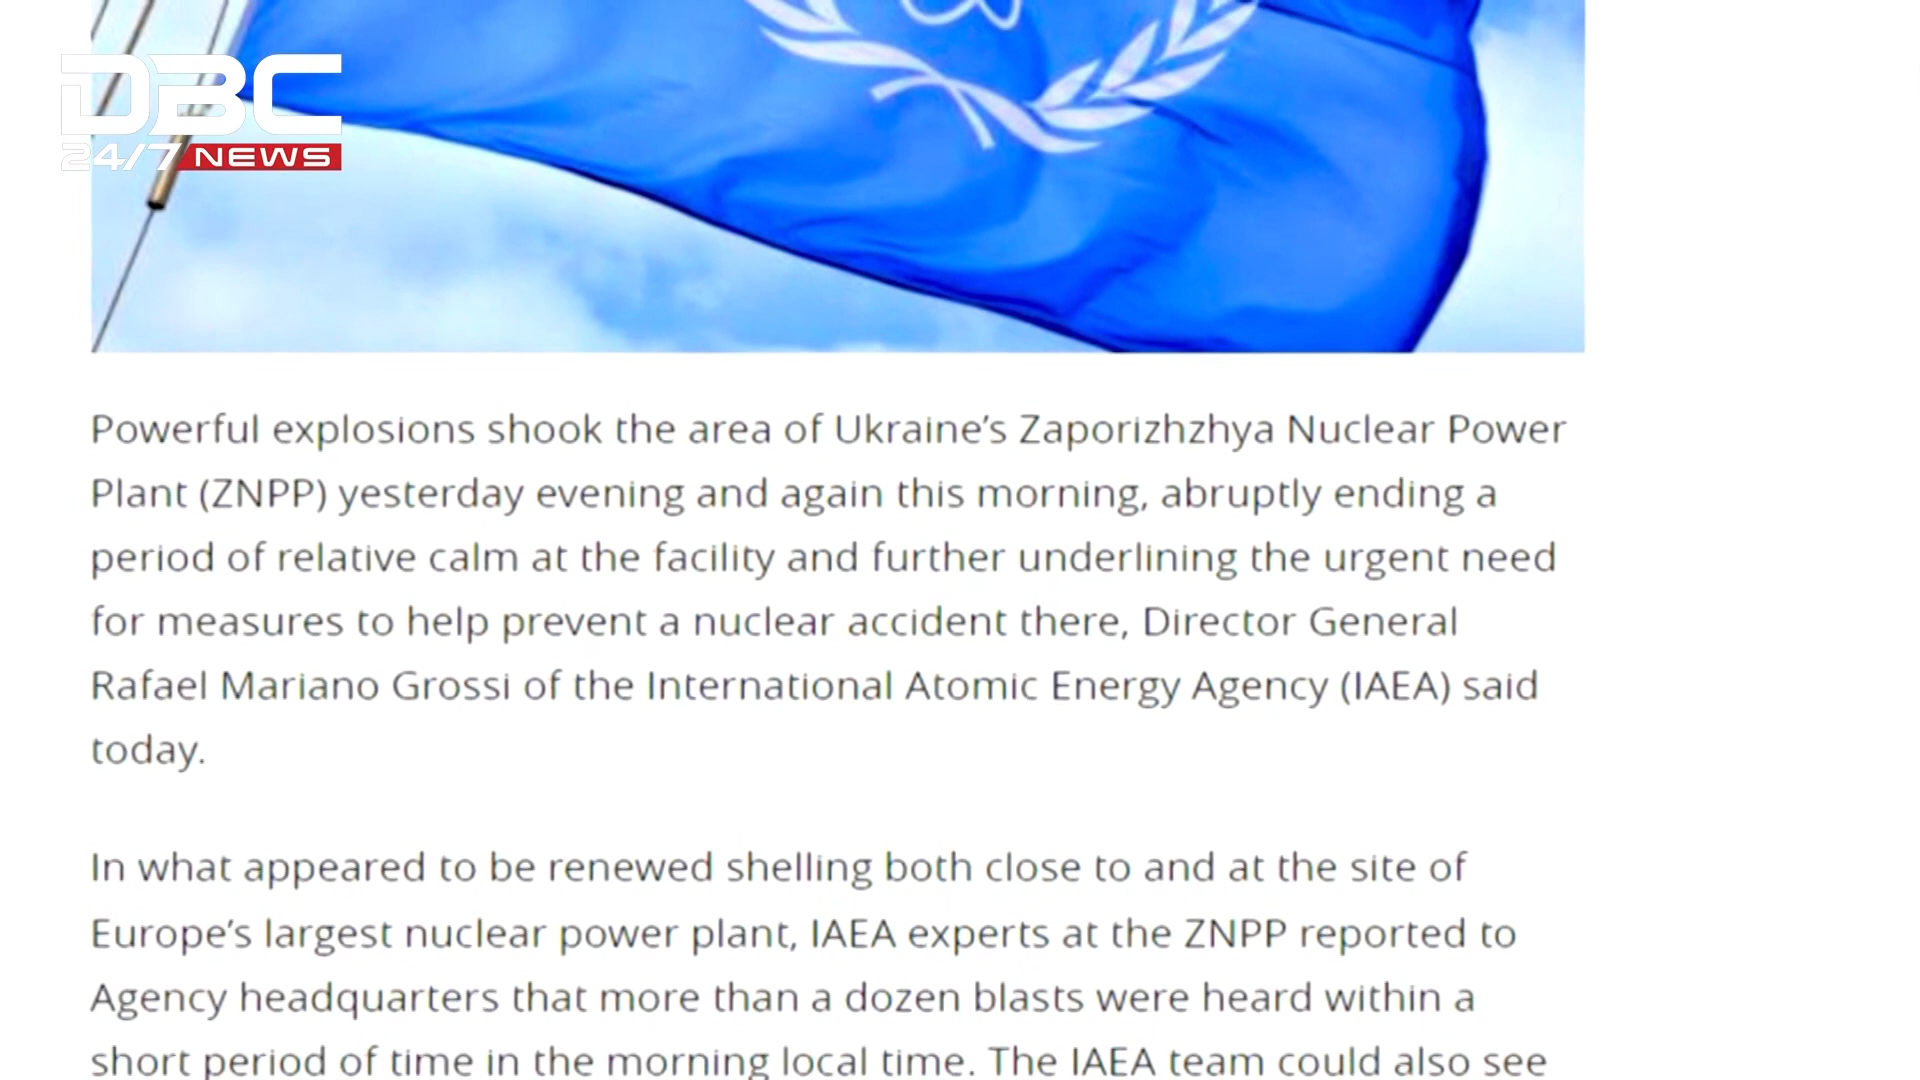 DBC
24/7 NEWS
Powerful explosions shook the area of Ukraine’s Zaporizhzhya Nuclear Power
Plant (ZNPP) yesterday evening and again this morning, abruptly ending a
period of relative calm at the facility and further underlining the urgent need
for measures to help prevent a nuclear accident there, Director General
Rafael Mariano Grossi of the International Atomic Energy Agency (IAEA) said
today.
In what appeared to be renewed shelling both close to and at the site of
Europe’s largest nuclear power plant, IAEA experts at the ZNPP reported to
Agency headquarters that more than a dozen blasts were heard within a
short period of time in the morning local time. The IAEA team could also see